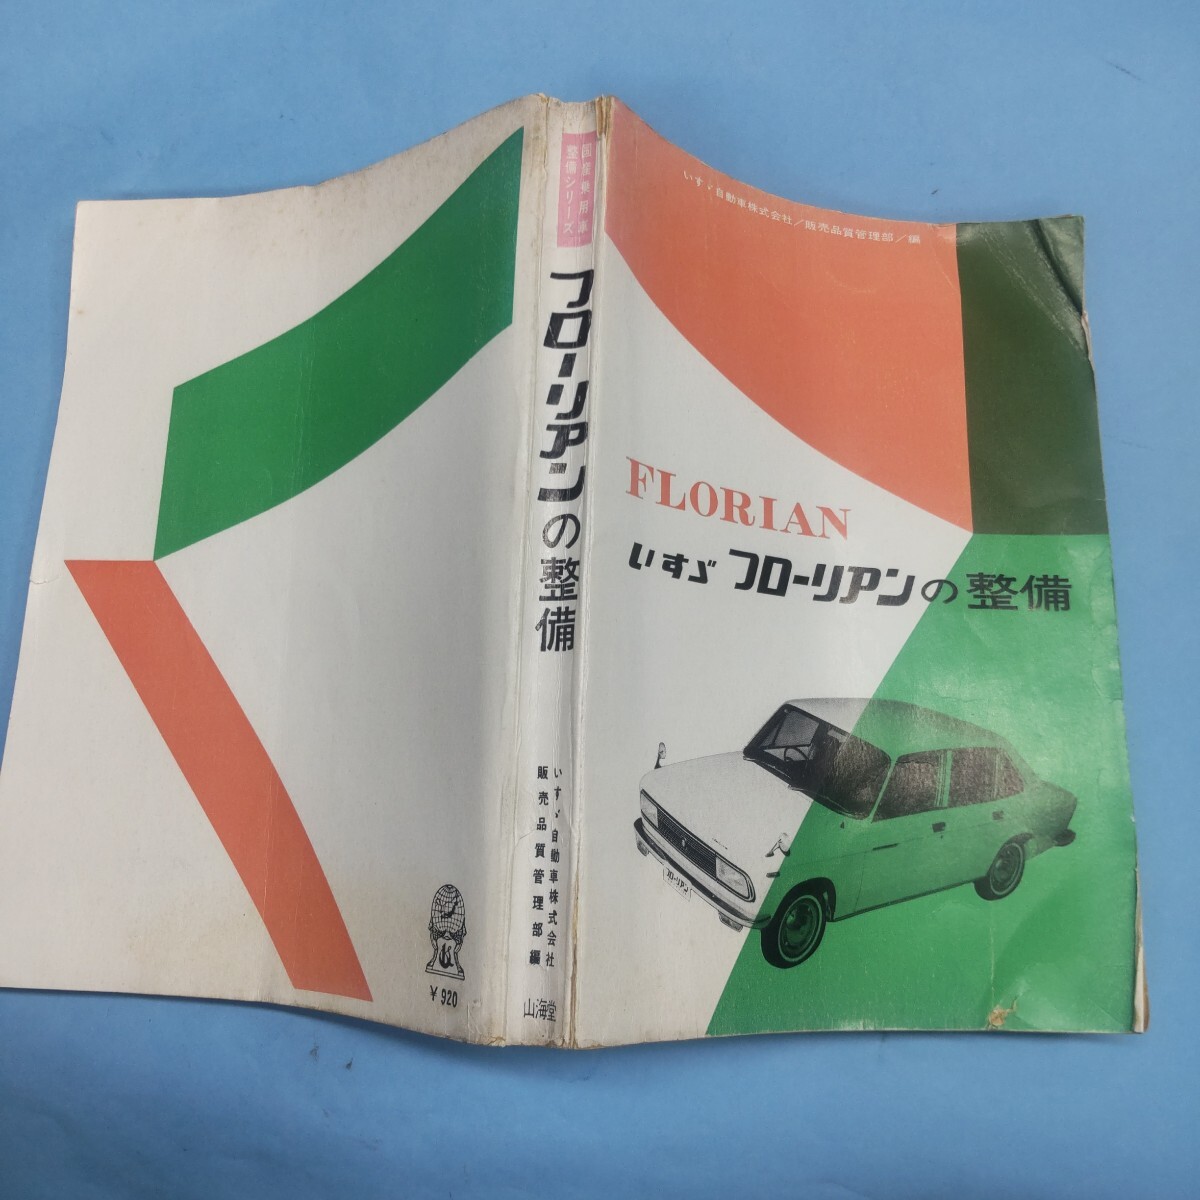 いすゞ自動車株式会社／販売品質管理部／編
FLORIAN
いすゞ フローリアンの整備
フローリアン
国産乗用車
整備シリーズ
フローリアンの整備
いすゞ自動車株式会社
販売品質管理部編
山海堂
¥920